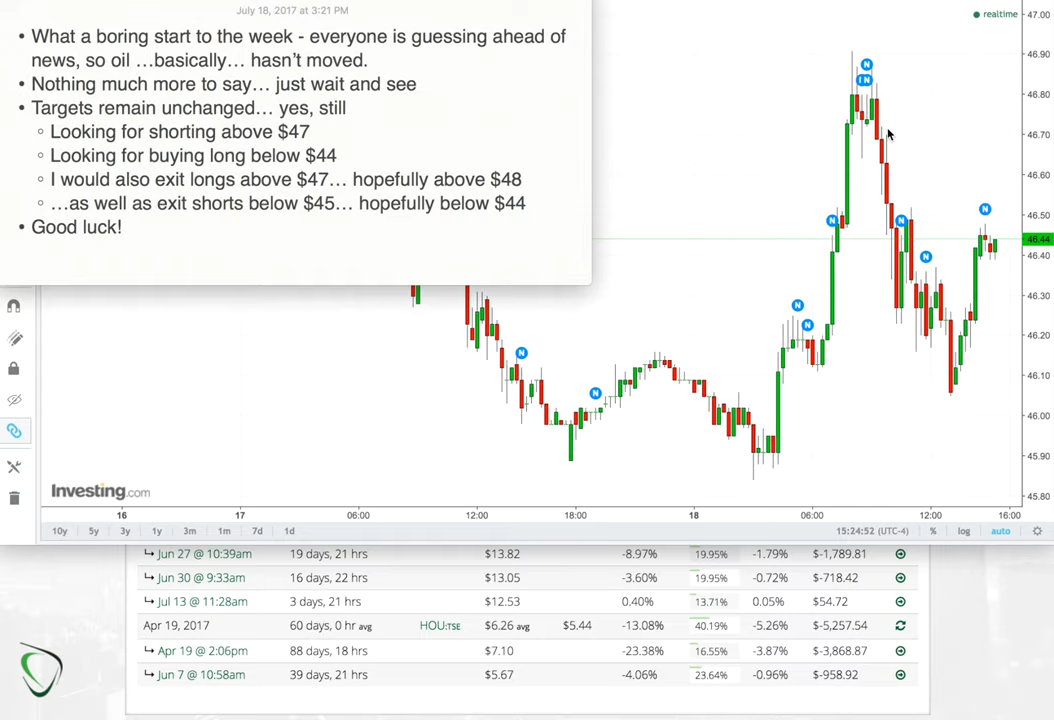 July 18, 2017 at 3:21 PM
• What a boring start to the week - everyone is guessing ahead of
news, so oil …basically… hasn't moved.
• Nothing much more to say… just wait and see
• Targets remain unchanged… yes, still
◦ Looking for shorting above $47
◦ Looking for buying long below $44
◦ I would also exit longs above $47… hopefully above $48
◦ …as well as exit shorts below $45… hopefully below $44
• Good luck!
realtime
47.00
46.90
46.80
46.70
46.60
46.50
46.44
46.40
46.30
46.20
46.10
46.00
45.90
45.80
N
N
N
N
N
N
N
N
N
N
N
Investing.com
16 17 06:00 12:00 18:00 18 06:00 12:00 16:00
10y 5y 3y 1y 3m 1m 7d 1d 15:24:52 (UTC-4) % log auto
Jun 27 @ 10:39am 19 days, 21 hrs $13.82 -8.97% 19.95% -1.79% $-1,789.81
Jun 30 @ 9:33am 16 days, 22 hrs $13.05 -3.60% 19.95% -0.72% $-718.42
Jul 13 @ 11:28am 3 days, 21 hrs $12.53 0.40% 13.71% 0.05% $54.72
Apr 19, 2017 60 days, 0 hr avg HOU:TSE $6.26 avg $5.44 -13.08% 40.19% -5.26% $-5,257.54
Apr 19 @ 2:06pm 88 days, 18 hrs $7.10 -23.38% 16.55% -3.87% $-3,868.87
Jun 7 @ 10:58am 39 days, 21 hrs $5.67 -4.06% 23.64% -0.96% $-958.92